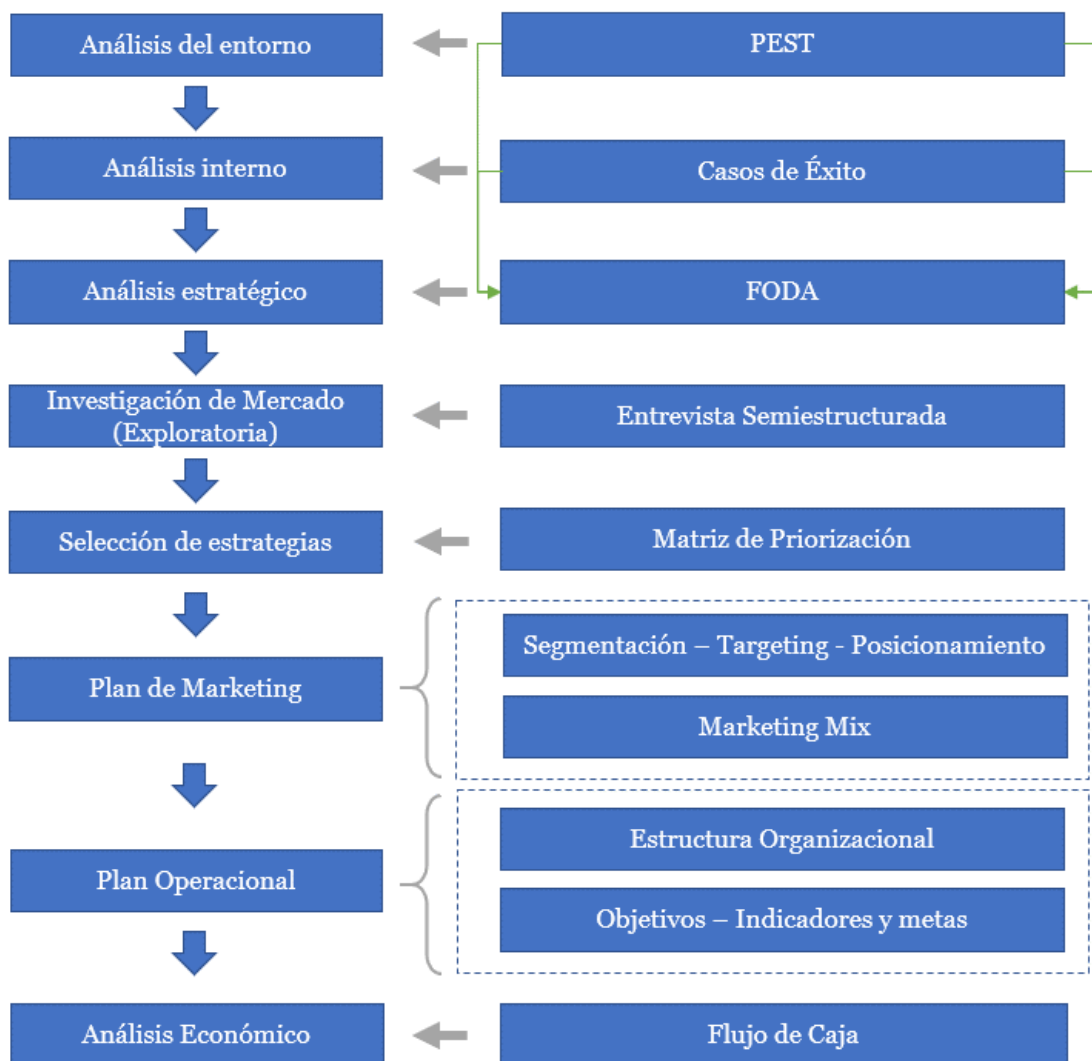 Análisis del entorno
PEST
Análisis interno
Casos de Éxito
Análisis estratégico
FODA
Investigación de Mercado
(Exploratoria)
Entrevista Semiestructurada
Selección de estrategias
Matriz de Priorización
Segmentación – Targeting - Posicionamiento
Plan de Marketing
Marketing Mix
Estructura Organizacional
Plan Operacional
Objetivos – Indicadores y metas
Análisis Económico
Flujo de Caja